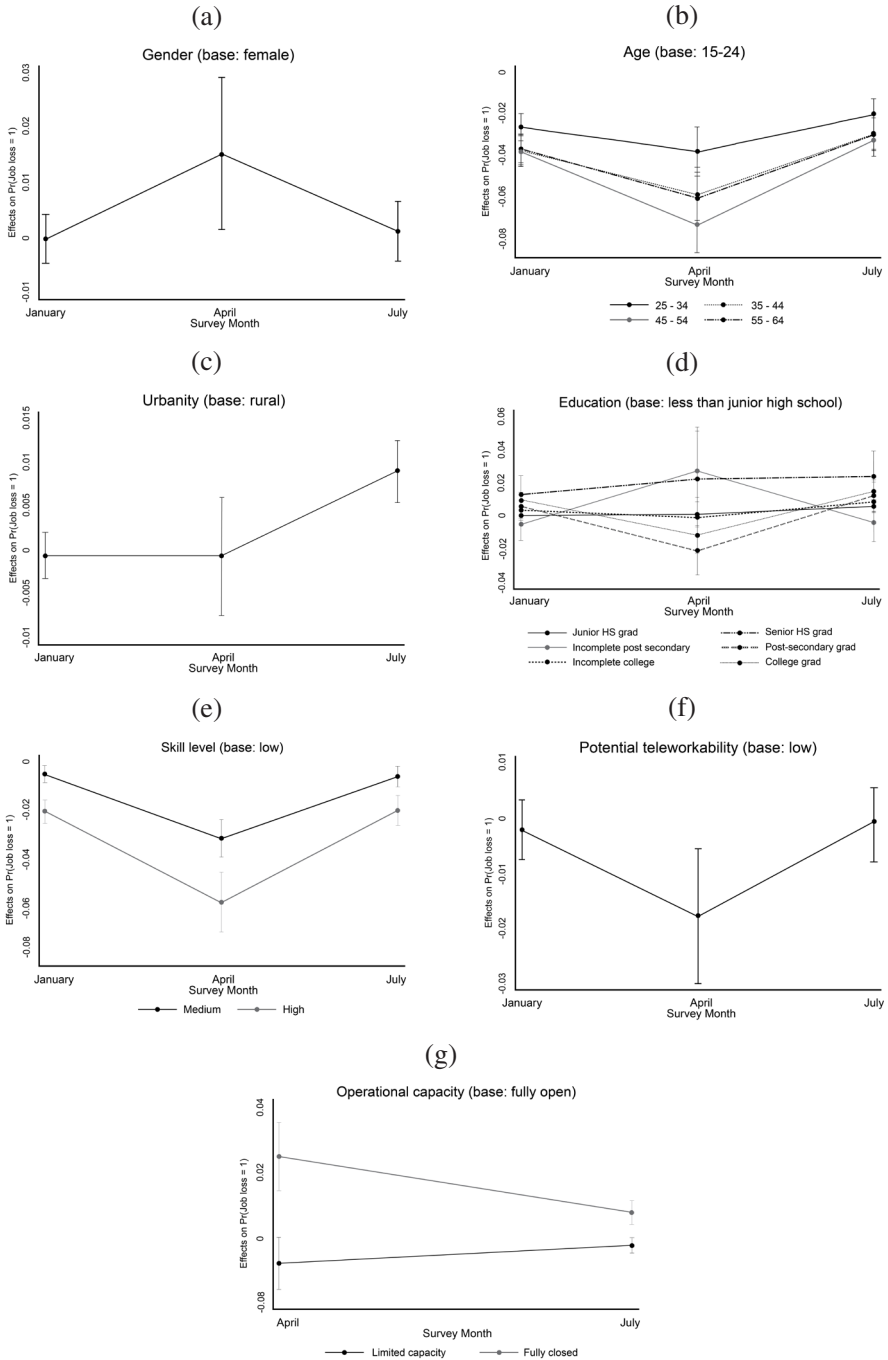 (a)
Gender (base: female)
Effects on Pr(Job loss = 1)
0.03
0.02
0.01
0
-0.01
January
April
July
Survey Month
(b)
Age (base: 15-24)
Effects on Pr(Job loss = 1)
0
-0.02
-0.04
-0.06
-0.08
January
April
July
Survey Month
25 - 34
35 - 44
45 - 54
55 - 64
(c)
Urbanity (base: rural)
Effects on Pr(Job loss = 1)
0.015
0.01
0.005
0
-0.005
-0.01
January
April
July
Survey Month
(d)
Education (base: less than junior high school)
Effects on Pr(Job loss = 1)
0.06
0.04
0.02
0
-0.02
-0.04
January
April
July
Survey Month
Junior HS grad
Senior HS grad
Incomplete post secondary
Post-secondary grad
Incomplete college
College grad
(e)
Skill level (base: low)
Effects on Pr(Job loss = 1)
0
-0.02
-0.04
-0.06
-0.08
January
April
July
Survey Month
Medium
High
(f)
Potential teleworkability (base: low)
Effects on Pr(Job loss = 1)
0.01
0
-0.01
-0.02
-0.03
January
April
July
Survey Month
(g)
Operational capacity (base: fully open)
Effects on Pr(Job loss = 1)
0.04
0.02
0
-0.08
April
July
Survey Month
Limited capacity
Fully closed